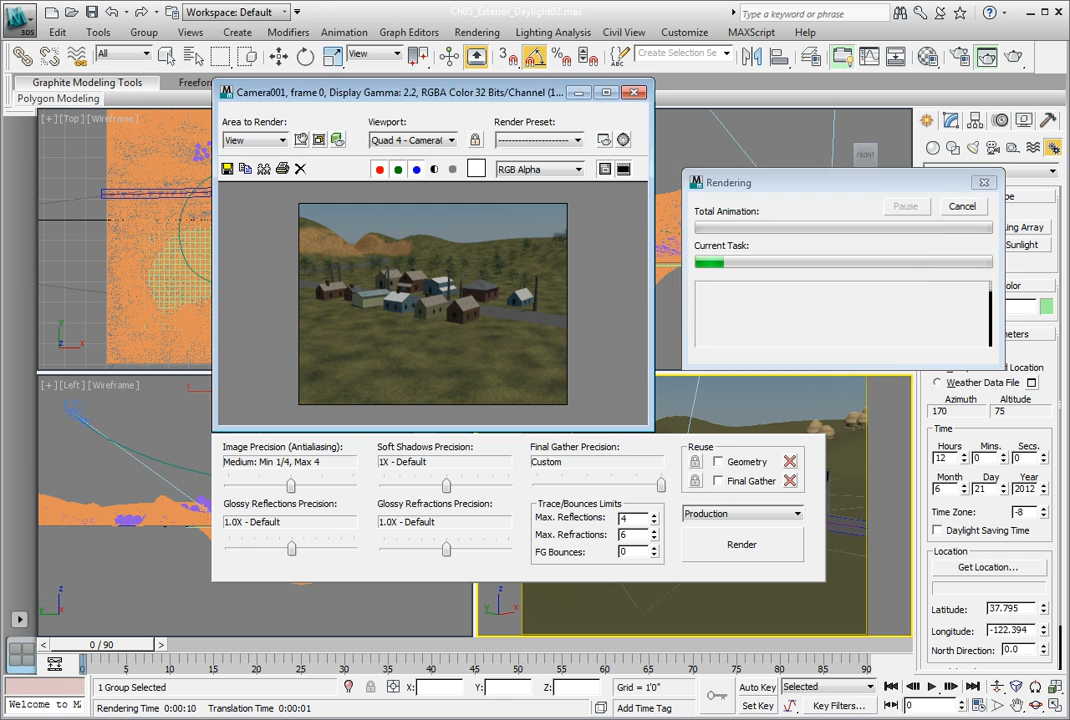 Workspace: Default
Ch05_Exterior_Daylight02.max
Type a keyword or phrase
3DS
Edit Tools Group Views Create Modifiers Animation Graph Editors Rendering Lighting Analysis Civil View Customize MAXScript Help
All
View
3
Create Selection Se
Graphite Modeling Tools Freefor
Polygon Modeling
[+][Top][Wireframe]
Camera001, frame 0, Display Gamma: 2.2, RGBA Color 32 Bits/Channel (1...
Area to Render: Viewport: Render Preset:
View Quad 4 - Camera(
RGB Alpha
FRONT
Rendering
Pause Cancel
Total Animation:
Current Task:
pe
ing Array
Sunlight
olor
meters
d Location
Weather Data File
Azimuth Altitude
170 75
Time
Hours Mins. Secs.
12 0 0
Month Day Year
6 21 2012
Time Zone: -8
Daylight Saving Time
Location
Get Location...
Latitude: 37.795
Longitude: -122.394
North Direction: 0.0
[+][Left][Wireframe]
Image Precision (Antialiasing):
Medium: Min 1/4, Max 4
Soft Shadows Precision:
1X - Default
Final Gather Precision:
Custom
Reuse
Geometry
Final Gather
Glossy Reflections Precision:
1.0X - Default
Glossy Refractions Precision:
1.0X - Default
Trace/Bounces Limits
Max. Reflections: 4
Max. Refractions: 6
FG Bounces: 0
Production
Render
z
y
x
0 / 90
0 5 10 15 20 25 30 35 40 45 50 55 60 65 70 75 80 85 90
1 Group Selected
X: Y: Z:
Grid = 1'0"
Auto Key Selected
Welcome to M
Rendering Time 0:00:10 Translation Time 0:00:01
Add Time Tag
Set Key Key Filters...
0